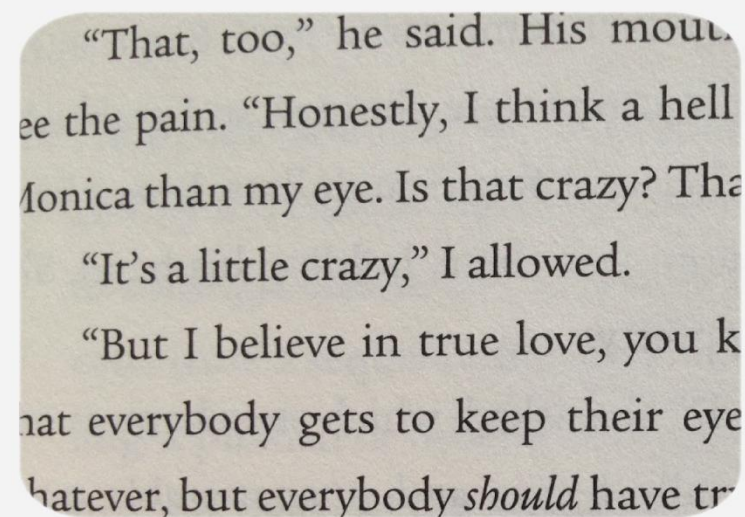 “That, too,” he said. His
the pain. “Honestly, I think a hell
than my eye. Is that crazy?
“It’s a little crazy,” I allowed.
“But I believe in true love, you
everybody gets to keep their
but everybody should have